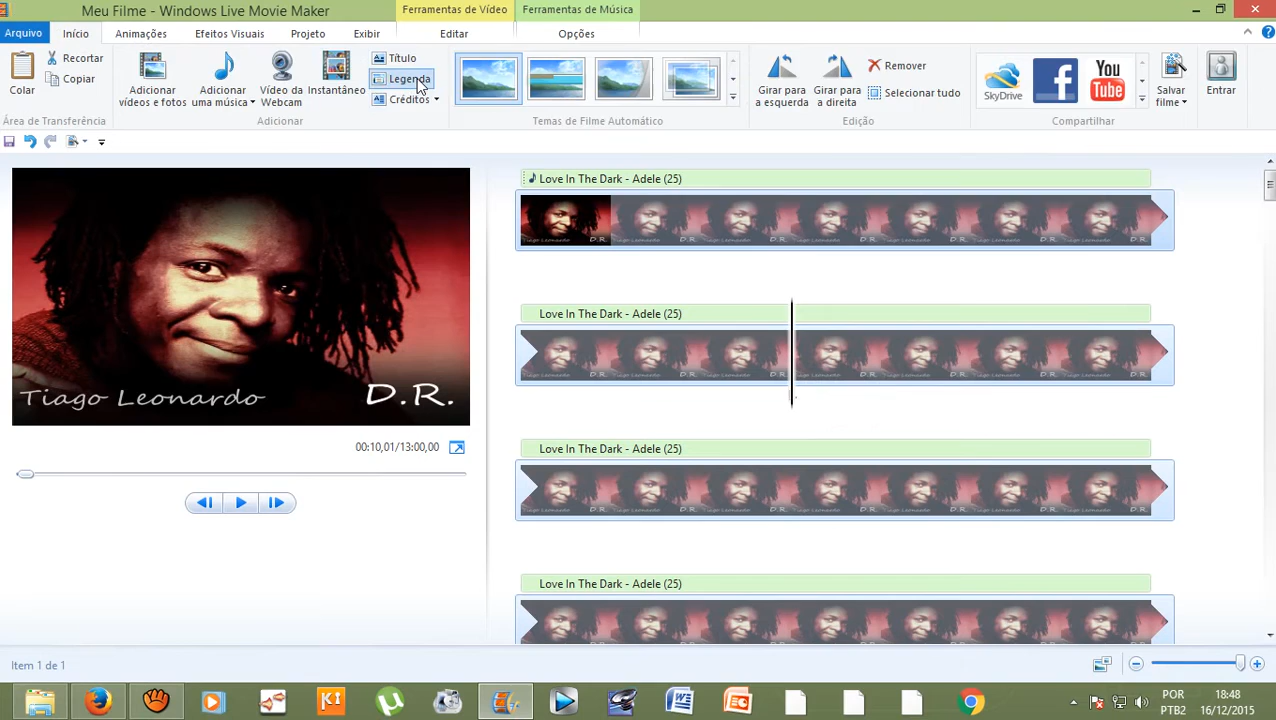 Meu Filme - Windows Live Movie Maker
Ferramentas de Vídeo
Ferramentas de Música
Arquivo
Início
Animações
Efeitos Visuais
Projeto
Exibir
Editar
Opções
Colar
Recortar
Copiar
Área de Transferência
Adicionar vídeos e fotos
Adicionar uma música
Vídeo da Webcam
Instantâneo
Título
Legenda
Créditos
Adicionar
Temas de Filme Automático
Girar para a esquerda
Girar para a direita
Remover
Selecionar tudo
Edição
SkyDrive
You Tube
Compartilhar
Salvar filme
Entrar
Tiago Leonardo
D.R.
00:10,01/13:00,00
Love In The Dark - Adele (25)
Love In The Dark - Adele (25)
Love In The Dark - Adele (25)
Love In The Dark - Adele (25)
Item 1 de 1
POR
PTB2
18:48
16/12/2015